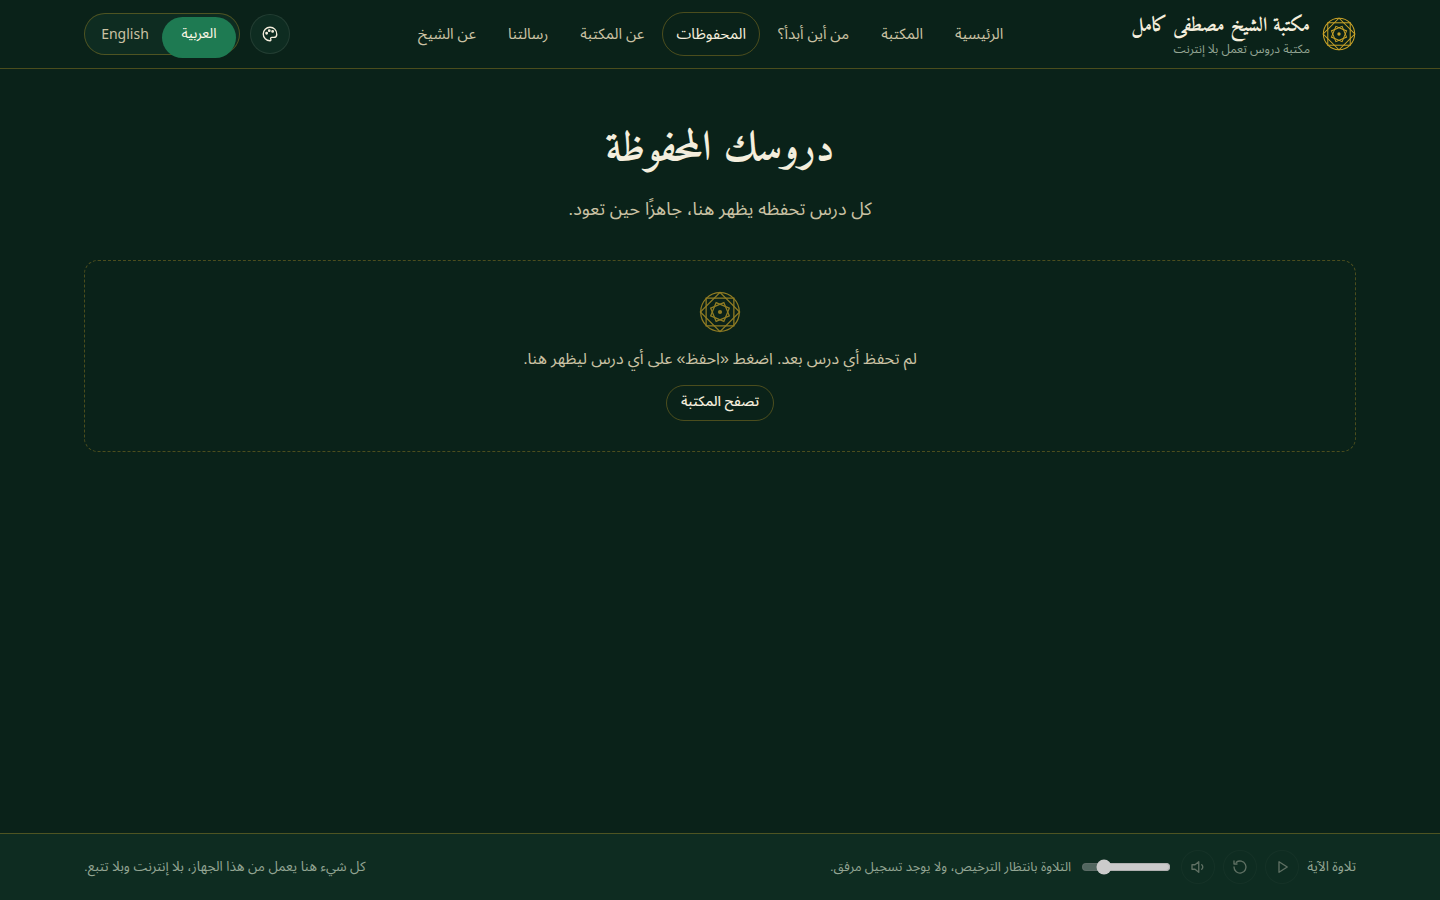 مكتبة الشيخ مصطفى كامل
مكتبة دروس تعمل بلا إنترنت
الرئيسية
المكتبة
من أين أبدأ؟
المحفوظات
عن المكتبة
رسالتنا
عن الشيخ
العربية
English
دروسك المحفوظة
كل درس تحفظه يظهر هنا، جاهزًا حين تعود.
لم تحفظ أي درس بعد. اضغط «احفظ» على أي درس ليظهر هنا.
تصفح المكتبة
تلاوة الآية
التلاوة بانتظار الترخيص، ولا يوجد تسجيل مرفق.
كل شيء هنا يعمل من هذا الجهاز، بلا إنترنت وبلا تتبع.